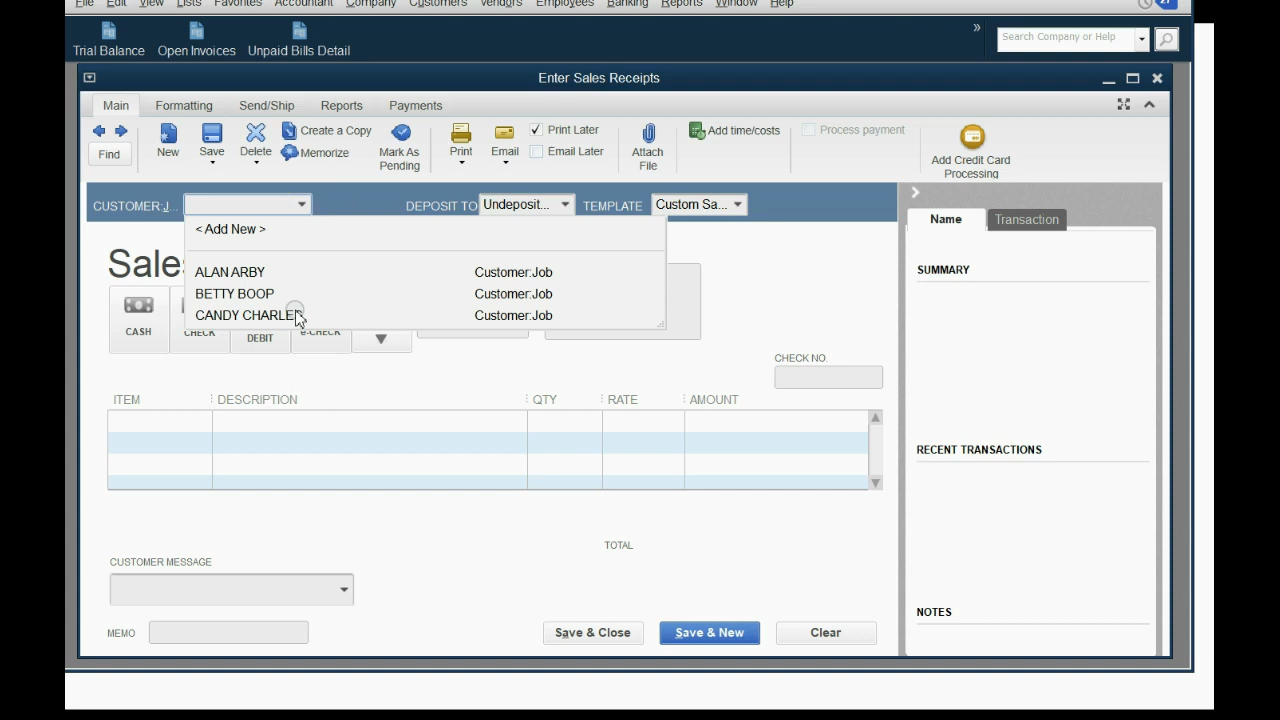 File Edit View Lists Favorites Accountant Company Customers Vendors Employees Banking Reports Window Help
27
Trial Balance Open Invoices Unpaid Bills Detail » Search Company or Help
Enter Sales Receipts
Main Formatting Send/Ship Reports Payments
Find New Save Delete Create a Copy Memorize Mark As Pending Print Email Print Later Email Later Attach File Add time/costs Process payment Add Credit Card Processing
CUSTOMER:J... DEPOSIT TO Undeposit... TEMPLATE Custom Sa...
Name Transaction
< Add New >
Sales
ALAN ARBY Customer:Job
BETTY BOOP Customer:Job
CANDY CHARLES Customer:Job
CASH CHECK DEBIT e-CHECK
SUMMARY
CHECK NO.
ITEM DESCRIPTION QTY RATE AMOUNT
RECENT TRANSACTIONS
TOTAL
CUSTOMER MESSAGE
NOTES
MEMO Save & Close Save & New Clear